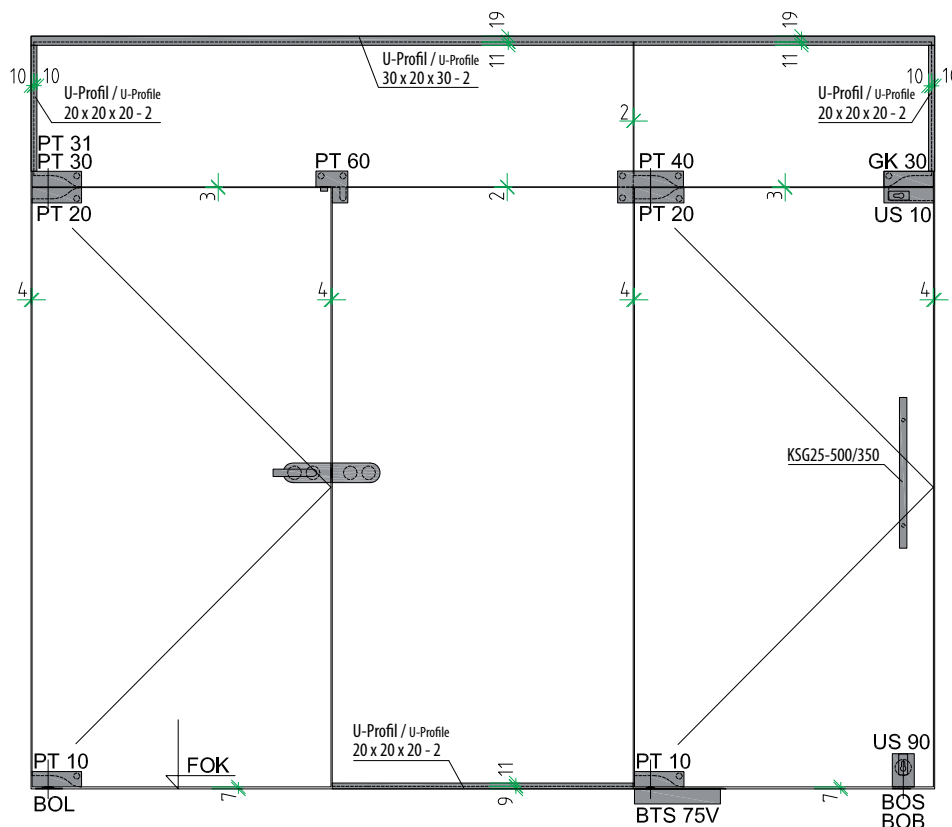 19
19
11
11
10
10
U-Profil / U-Profile
20 x 20 x 20 - 2
U-Profil / U-Profile
30 x 20 x 30 - 2
10
10
U-Profil / U-Profile
20 x 20 x 20 - 2
2
PT 31
PT 30
PT 60
PT 40
GK 30
3
2
3
PT 20
PT 20
US 10
4
4
4
4
KSG25-500/350
U-Profil / U-Profile
20 x 20 x 20 - 2
PT 10
FOK
PT 10
US 90
11
7
9
7
BOL
BTS 75V
BOS
BOB